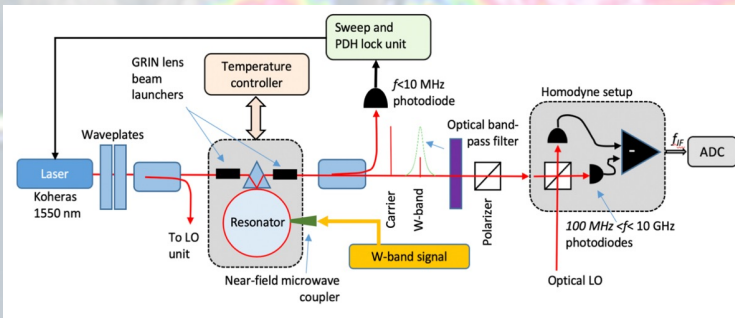 Sweep and
PDH lock unit
GRIN lens
beam
launchers
Temperature
controller
f<10 MHz
photodiode
Homodyne setup
Waveplates
Optical band-
pass filter
Laser
Koheras
1550 nm
To LO
unit
Resonator
Carrier
W-band
Polarizer
-
f_IF
ADC
100 MHz <f< 10 GHz
photodiodes
W-band signal
Near-field microwave
coupler
Optical LO